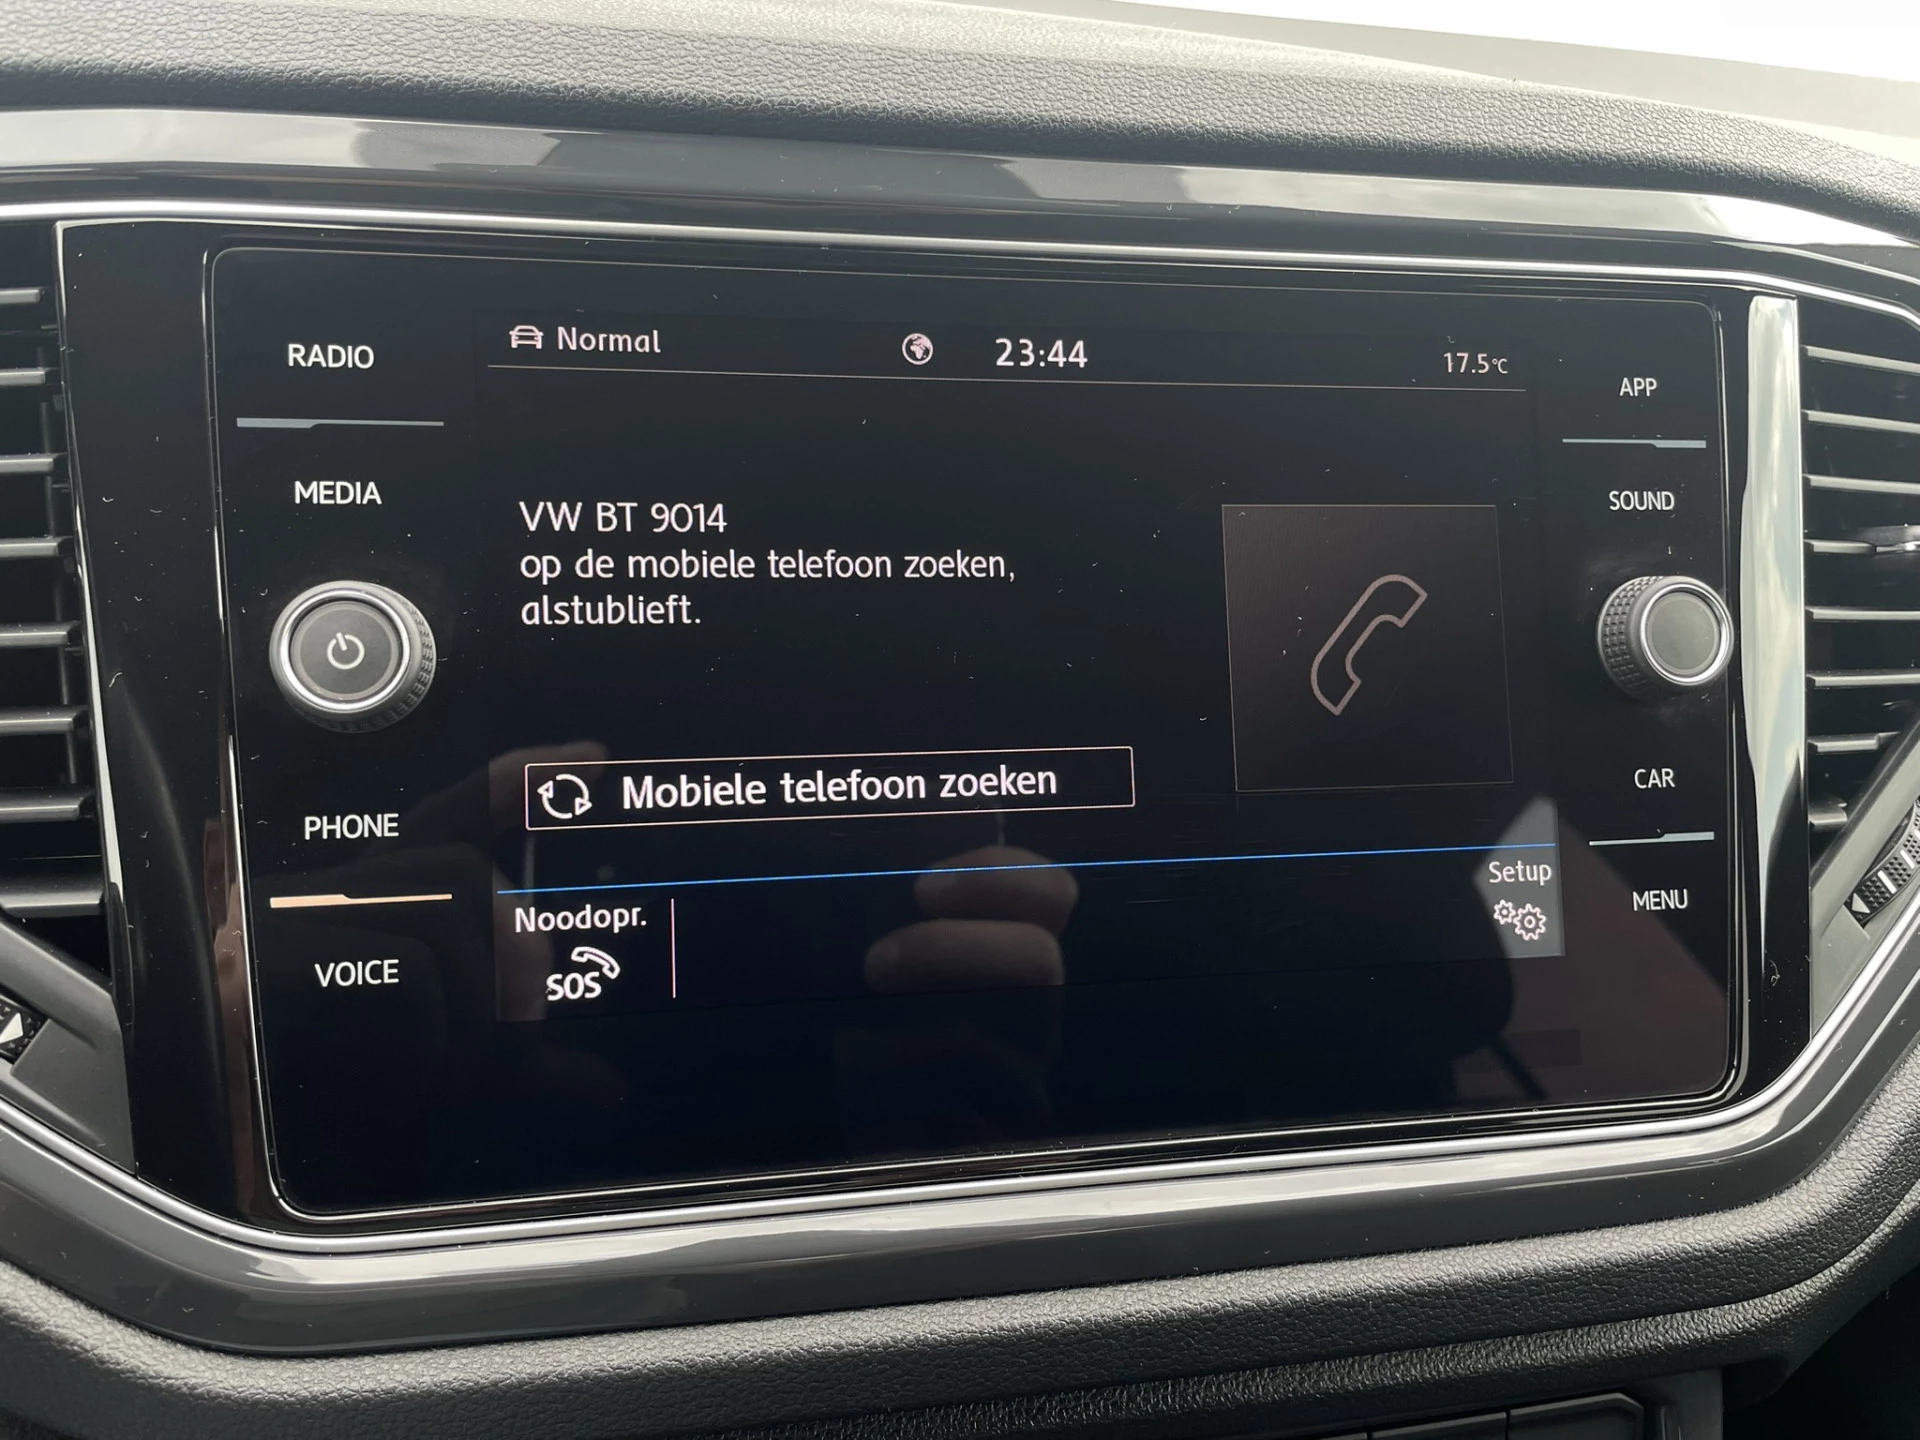 RADIO
MEDIA
PHONE
VOICE
Normal
23:44
17.5°C
VW BT 9014
op de mobiele telefoon zoeken,
alstublieft.
Mobiele telefoon zoeken
Noodopr.
SOS
Setup
APP
SOUND
CAR
MENU